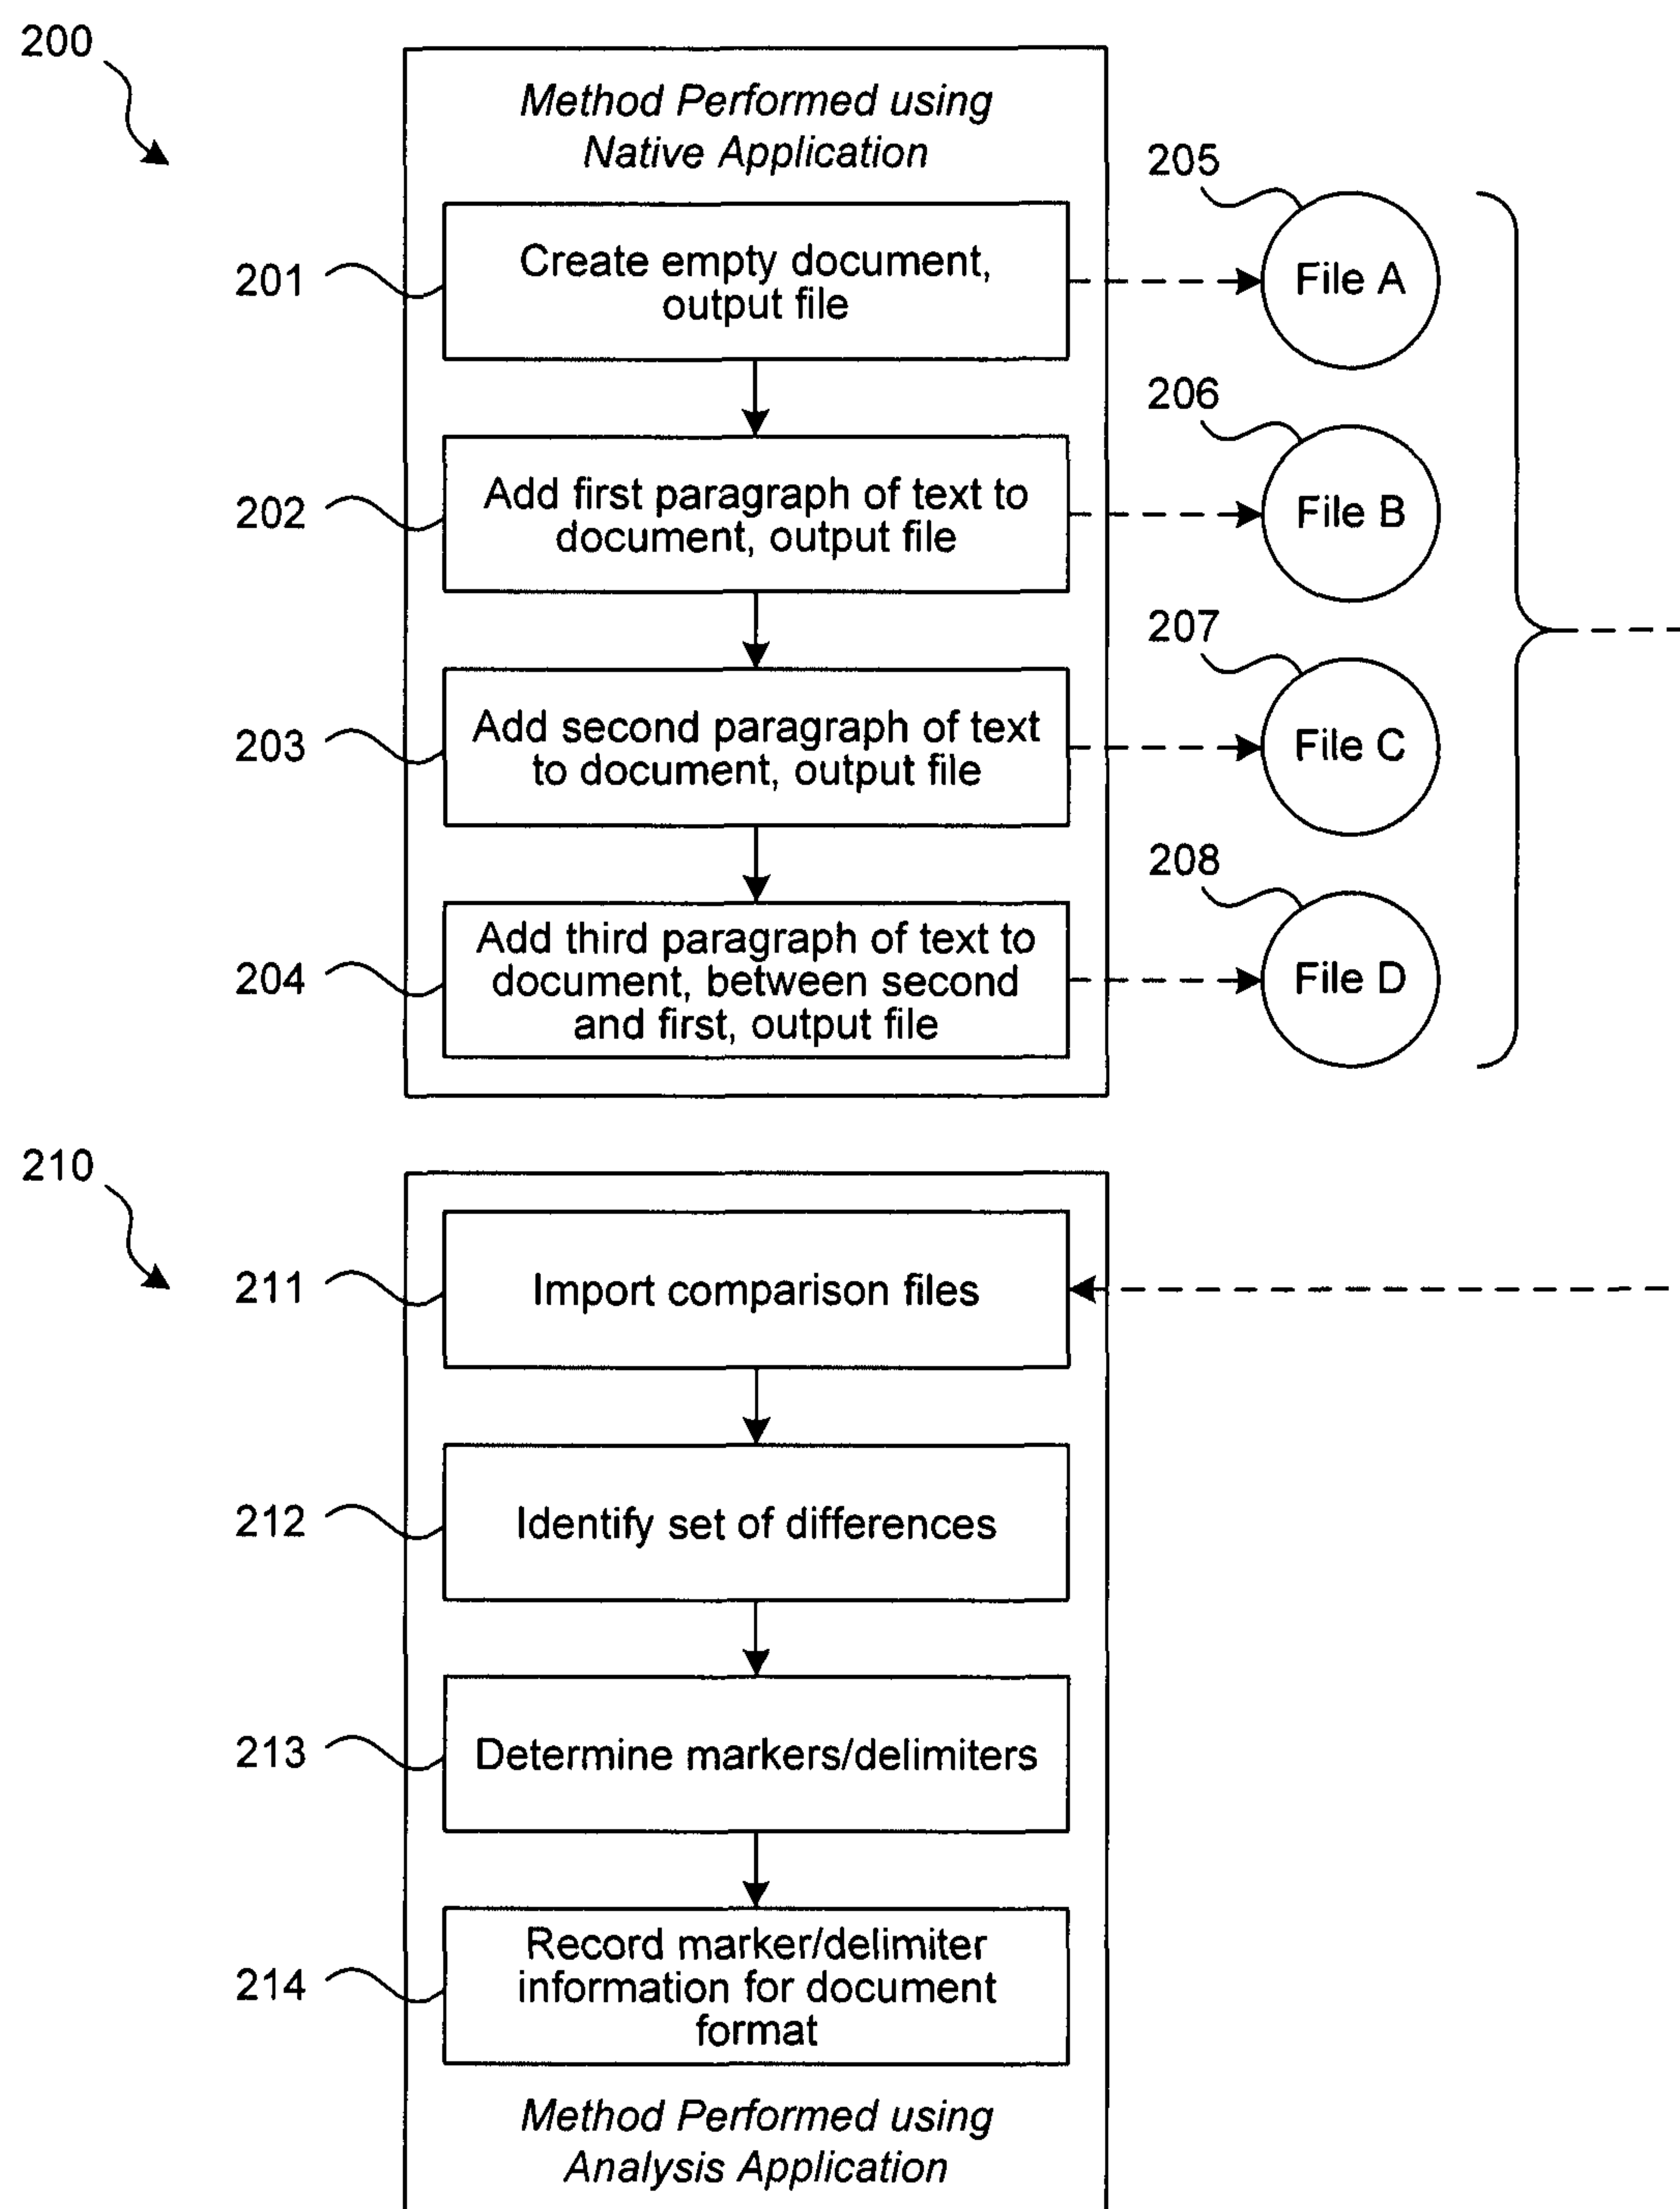 200
Method Performed using
Native Application
205
201
Create empty document,
output file
File A
206
202
Add first paragraph of text to
document, output file
File B
207
203
Add second paragraph of text
to document, output file
File C
208
204
Add third paragraph of text to
document, between second
and first, output file
File D
210
211
Import comparison files
212
Identify set of differences
213
Determine markers/delimiters
214
Record marker/delimiter
information for document
format
Method Performed using
Analysis Application